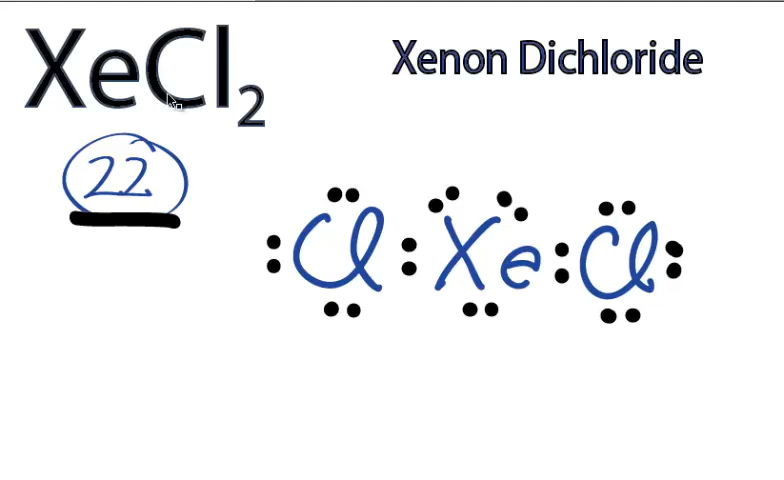 XeCl₂
Xenon Dichloride
22
Cl : Xe : Cl